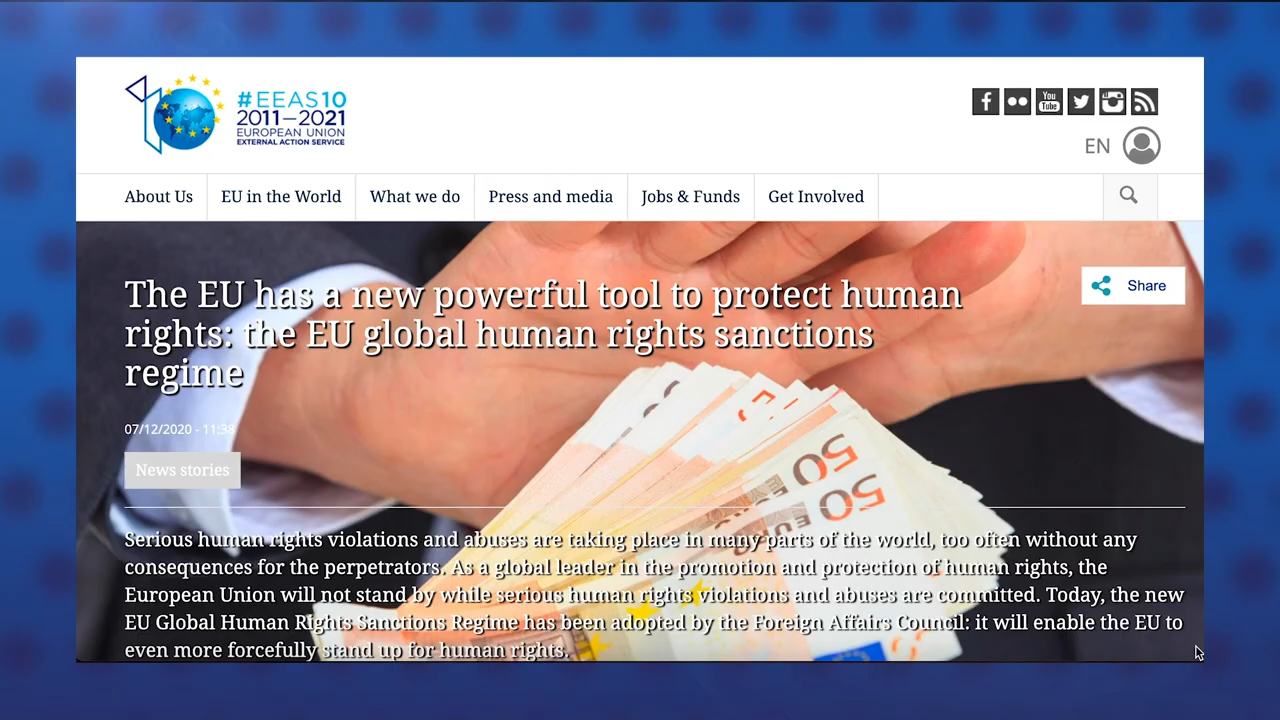 #EEAS10
2011—2021
EUROPEAN UNION
EXTERNAL ACTION SERVICE
You
Tube
EN
About Us
EU in the World
What we do
Press and media
Jobs & Funds
Get Involved
The EU has a new powerful tool to protect human
rights: the EU global human rights sanctions
regime
Share
07/12/2020 - 11:38
News stories
50
EURO
50
EURO
Serious human rights violations and abuses are taking place in many parts of the world, too often without any
consequences for the perpetrators. As a global leader in the promotion and protection of human rights, the
European Union will not stand by while serious human rights violations and abuses are committed. Today, the new
EU Global Human Rights Sanctions Regime has been adopted by the Foreign Affairs Council: it will enable the EU to
even more forcefully stand up for human rights.